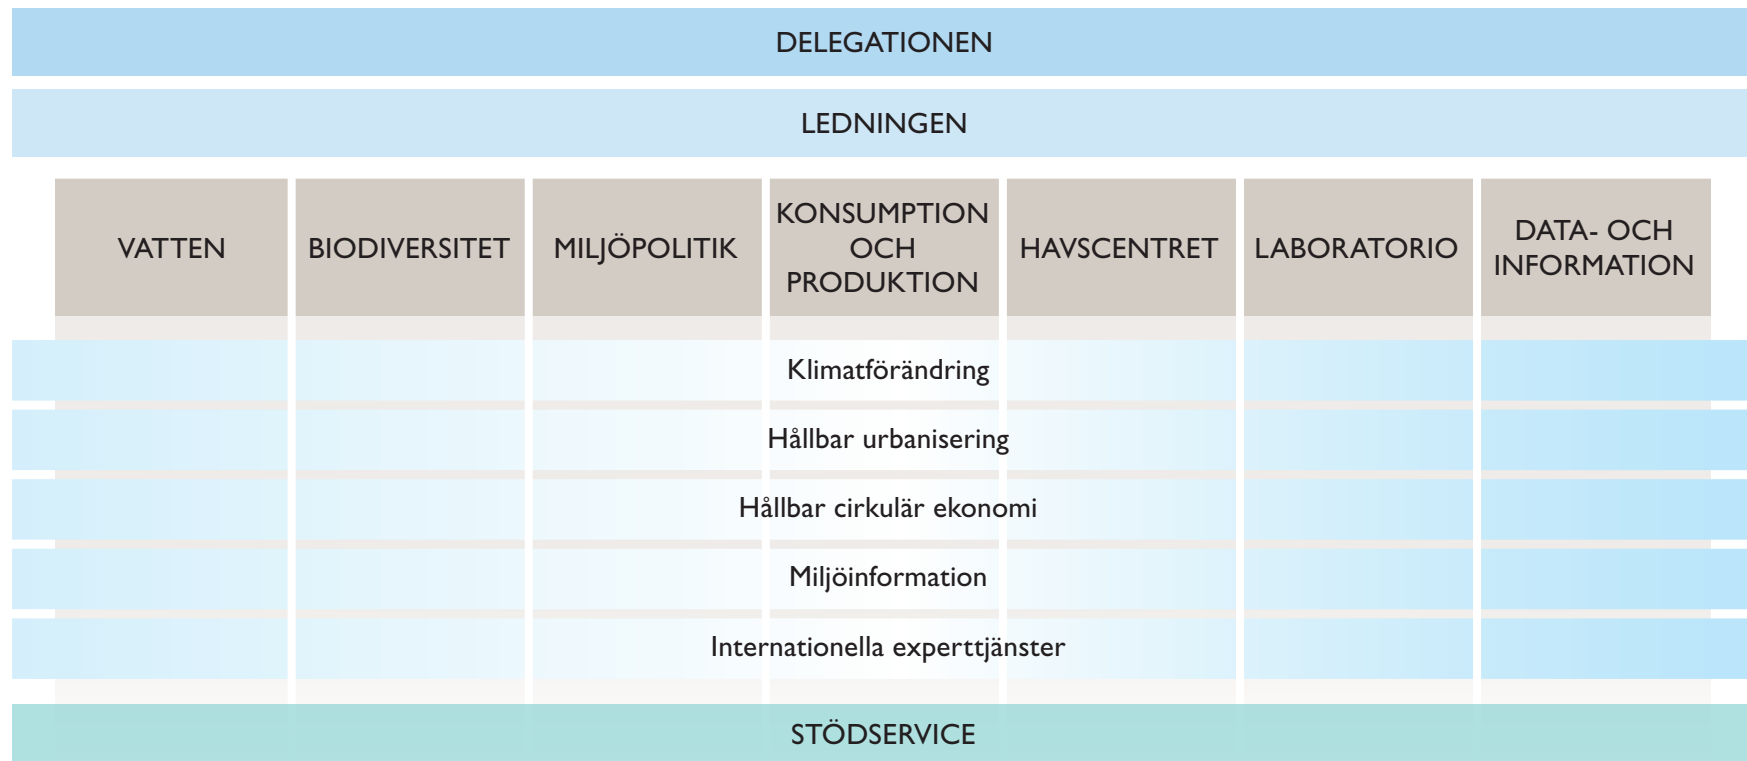 DELEGATIONEN
LEDNINGEN
VATTEN
BIODIVERSITET
MILJÖPOLITIK
KONSUMPTION
OCH
PRODUKTION
HAVSCENTRET
LABORATORIO
DATA- OCH
INFORMATION
Klimatförändring
Hållbar urbanisering
Hållbar cirkulär ekonomi
Miljöinformation
Internationella experttjänster
STÖDSERVICE